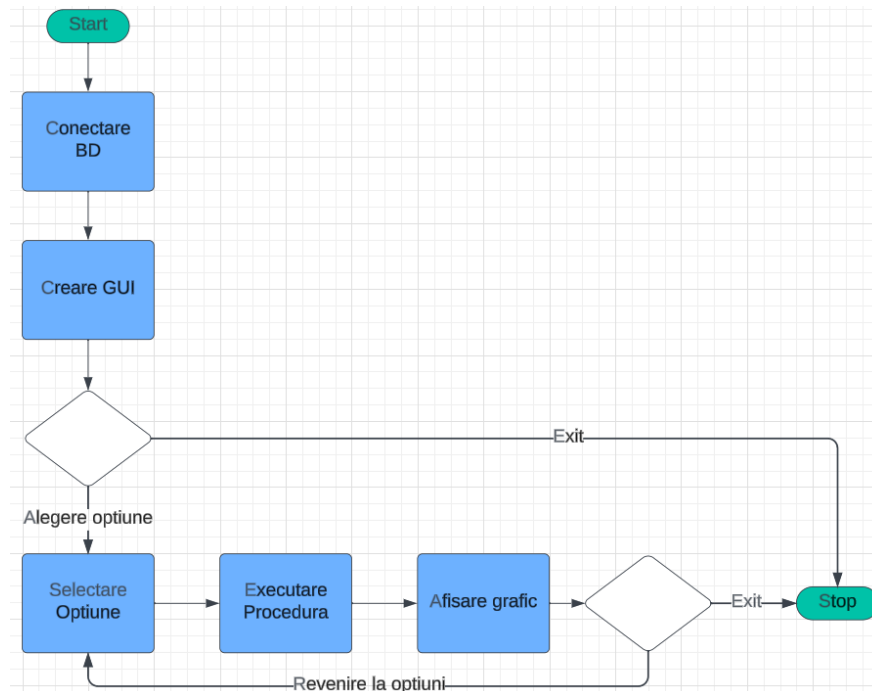 Start
Conectare
BD
Creare GUI
Exit
Alegere optiune
Selectare
Optiune
Executare
Procedura
Afisare grafic
Exit
Stop
Revenire la optiuni